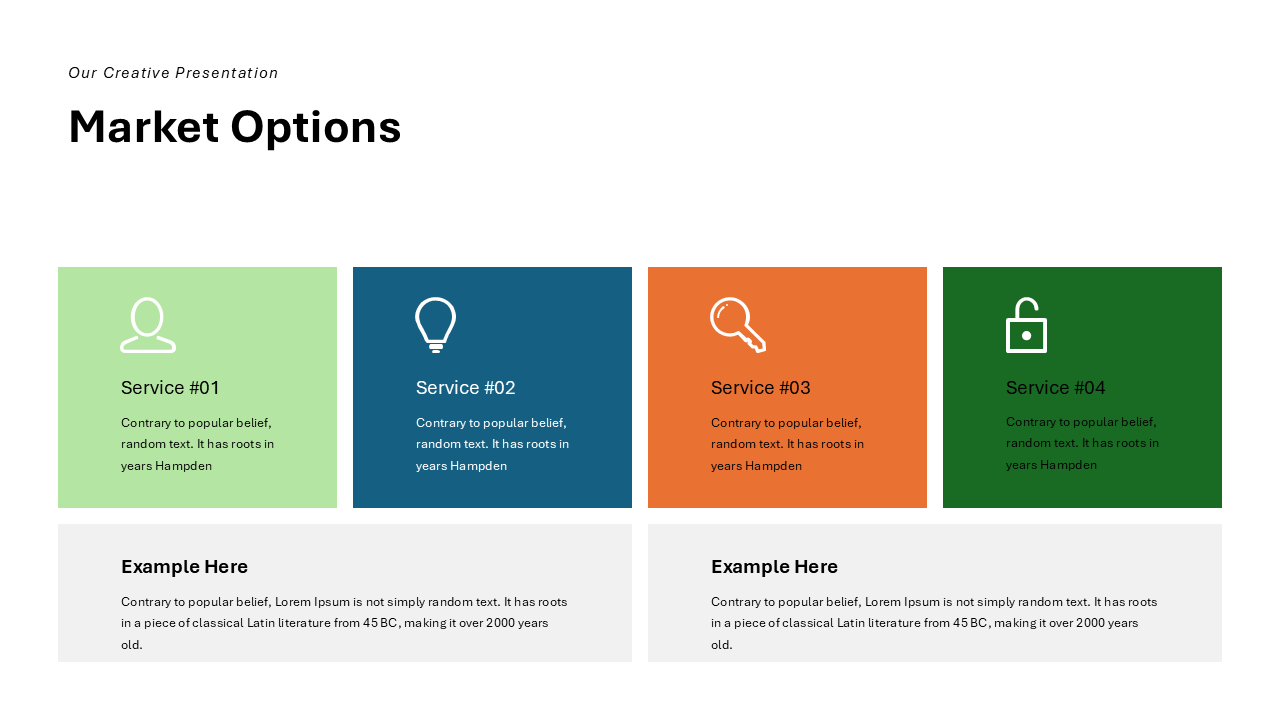 Our Creative Presentation
Market Options
Service #01
Contrary to popular belief,
random text. It has roots in
years Hampden
Service #02
Contrary to popular belief,
random text. It has roots in
years Hampden
Service #03
Contrary to popular belief,
random text. It has roots in
years Hampden
Service #04
Contrary to popular belief,
random text. It has roots in
years Hampden
Example Here
Contrary to popular belief, Lorem Ipsum is not simply random text. It has roots
in a piece of classical Latin literature from 45 BC, making it over 2000 years
old.
Example Here
Contrary to popular belief, Lorem Ipsum is not simply random text. It has roots
in a piece of classical Latin literature from 45 BC, making it over 2000 years
old.